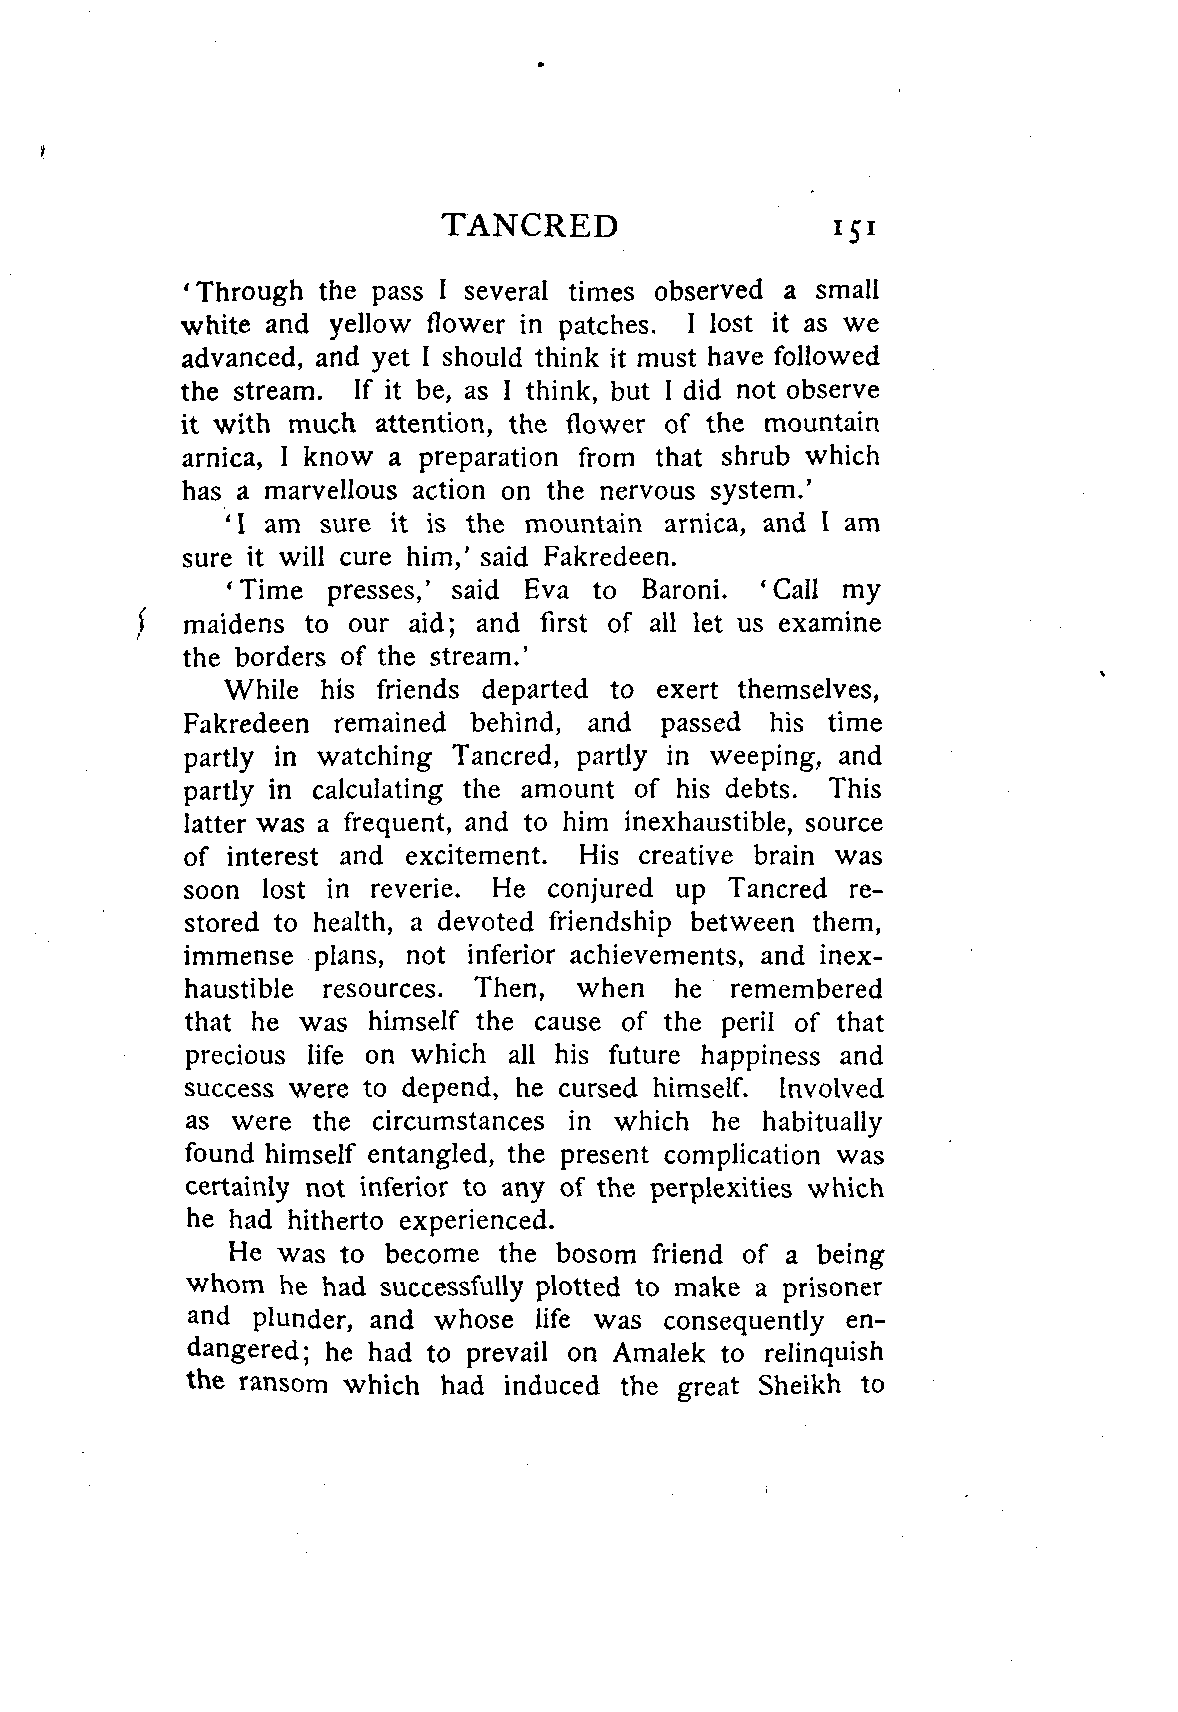 TANCRED 151
‘Through the pass I several times observed a small
white and yellow flower in patches. I lost it as we
advanced, and yet I should think it must have followed
the stream. If it be, as I think, but I did not observe
it with much attention, the flower of the mountain
arnica, I know a preparation from that shrub which
has a marvellous action on the nervous system.’
‘I am sure it is the mountain arnica, and I am
sure it will cure him,’ said Fakredeen.
‘Time presses,’ said Eva to Baroni. ‘Call my
maidens to our aid; and first of all let us examine
the borders of the stream.’
While his friends departed to exert themselves,
Fakredeen remained behind, and passed his time
partly in watching Tancred, partly in weeping, and
partly in calculating the amount of his debts. This
latter was a frequent, and to him inexhaustible, source
of interest and excitement. His creative brain was
soon lost in reverie. He conjured up Tancred re-
stored to health, a devoted friendship between them,
immense plans, not inferior achievements, and inex-
haustible resources. Then, when he remembered
that he was himself the cause of the peril of that
precious life on which all his future happiness and
success were to depend, he cursed himself. Involved
as were the circumstances in which he habitually
found himself entangled, the present complication was
certainly not inferior to any of the perplexities which
he had hitherto experienced.
He was to become the bosom friend of a being
whom he had successfully plotted to make a prisoner
and plunder, and whose life was consequently en-
dangered; he had to prevail on Amalek to relinquish
the ransom which had induced the great Sheikh to